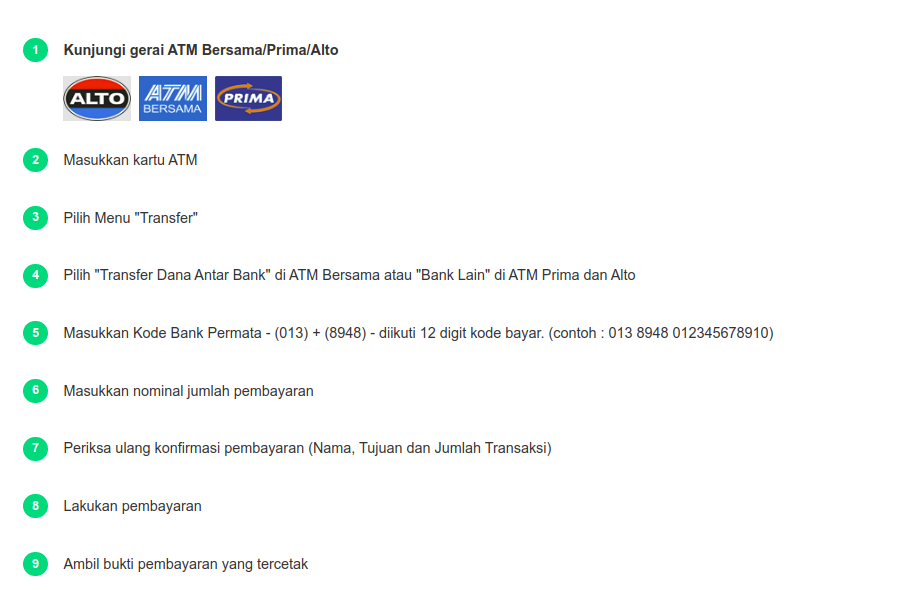 1 Kunjungi gerai ATM Bersama/Prima/Alto
ALTO ATM BERSAMA PRIMA
2 Masukkan kartu ATM
3 Pilih Menu "Transfer"
4 Pilih "Transfer Dana Antar Bank" di ATM Bersama atau "Bank Lain" di ATM Prima dan Alto
5 Masukkan Kode Bank Permata - (013) + (8948) - diikuti 12 digit kode bayar. (contoh : 013 8948 012345678910)
6 Masukkan nominal jumlah pembayaran
7 Periksa ulang konfirmasi pembayaran (Nama, Tujuan dan Jumlah Transaksi)
8 Lakukan pembayaran
9 Ambil bukti pembayaran yang tercetak